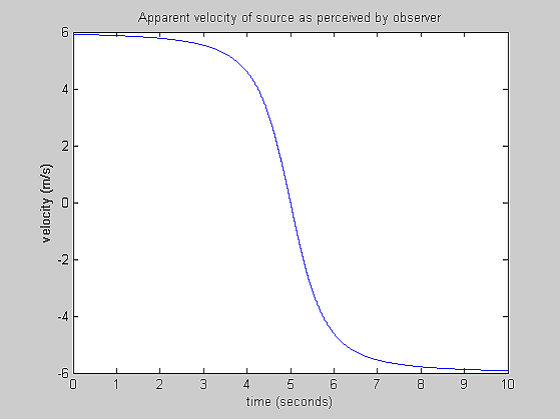 Apparent velocity of source as perceived by observer
6
4
2
0
-2
-4
-6
velocity (m/s)
0 1 2 3 4 5 6 7 8 9 10
time (seconds)